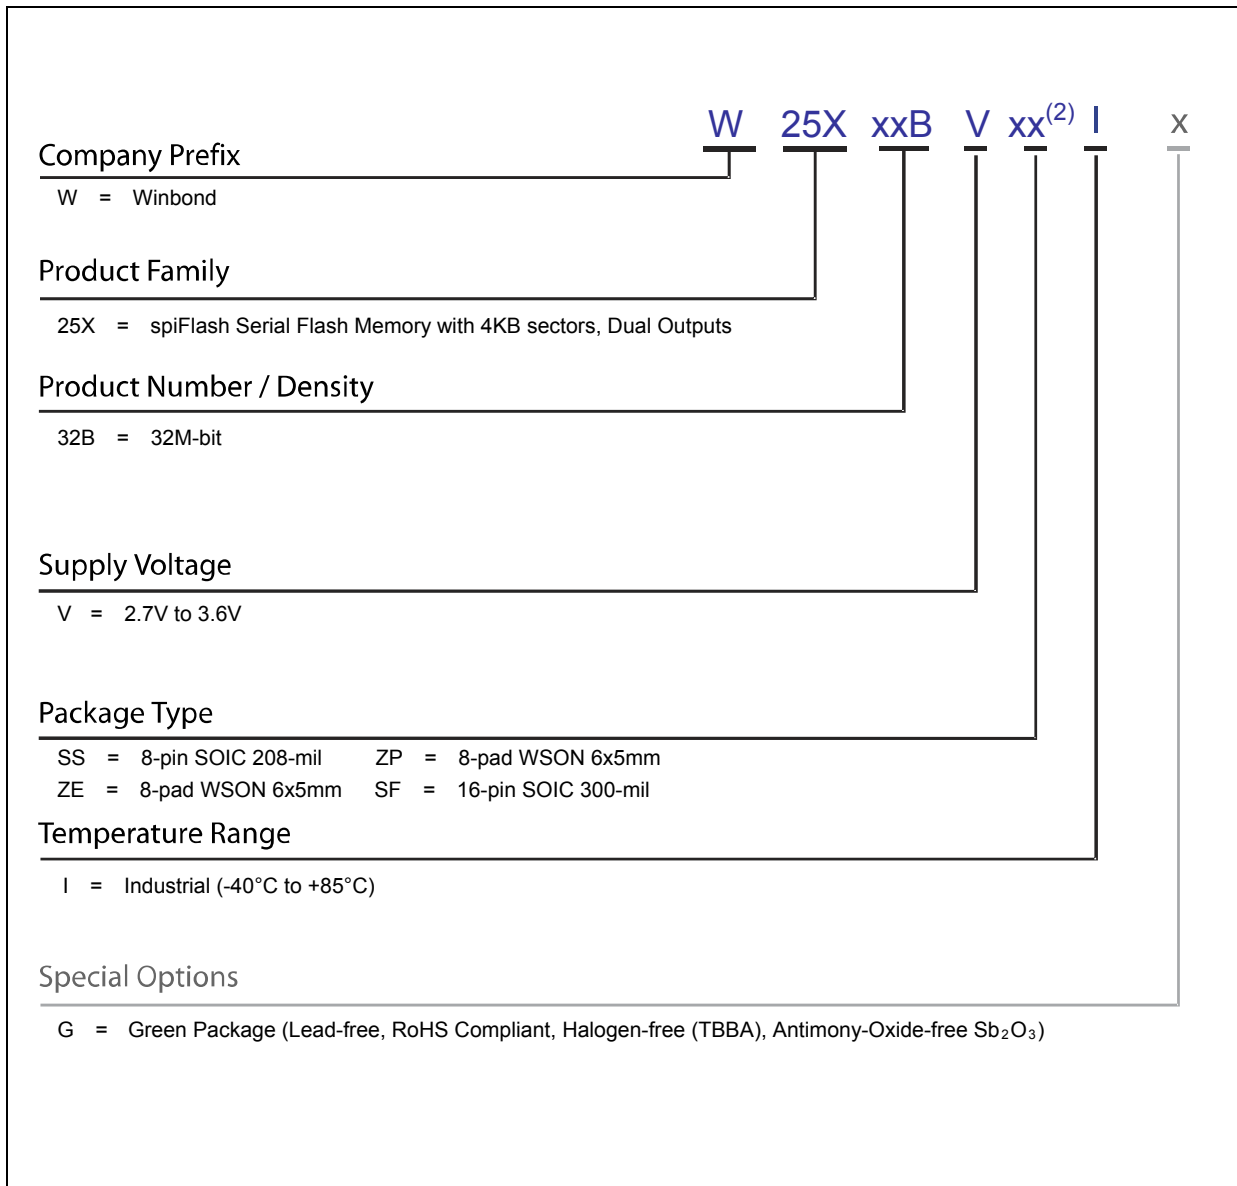 W 25X xxB V xx(2) I x
Company Prefix
W = Winbond
Product Family
25X = spiFlash Serial Flash Memory with 4KB sectors, Dual Outputs
Product Number / Density
32B = 32M-bit
Supply Voltage
V = 2.7V to 3.6V
Package Type
SS = 8-pin SOIC 208-mil ZP = 8-pad WSON 6x5mm
ZE = 8-pad WSON 6x5mm SF = 16-pin SOIC 300-mil
Temperature Range
I = Industrial (-40°C to +85°C)
Special Options
G = Green Package (Lead-free, RoHS Compliant, Halogen-free (TBBA), Antimony-Oxide-free Sb₂O₃)